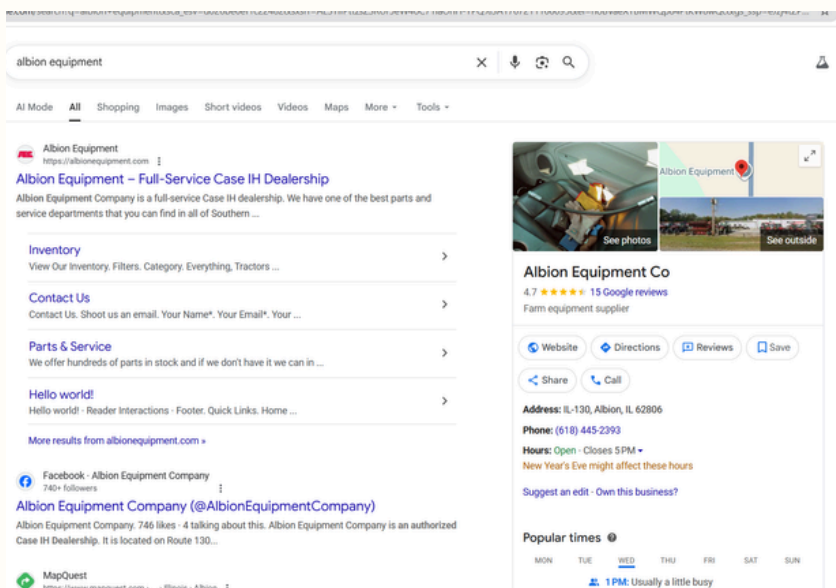 albion equipment
AI Mode All Shopping Images Short videos Videos Maps More Tools
Albion Equipment
https://albionequipment.com
Albion Equipment – Full-Service Case IH Dealership
Albion Equipment Company is a full-service Case IH dealership. We have one of the best parts and
service departments that you can find in all of Southern ...
Inventory
View Our Inventory. Filters. Category. Everything, Tractors ...
Contact Us
Contact Us. Shoot us an email. Your Name*. Your Email*. Your ...
Parts & Service
We offer hundreds of parts in stock and if we don't have it we can in ...
Hello world!
Hello world! · Reader Interactions · Footer. Quick Links. Home ...
More results from albionequipment.com »
Facebook · Albion Equipment Company
740+ followers
Albion Equipment Company (@AlbionEquipmentCompany)
Albion Equipment Company. 746 likes · 4 talking about this. Albion Equipment Company is an authorized
Case IH Dealership. It is located on Route 130...
MapQuest
Albion Equipment
See photos
See outside
Albion Equipment Co
4.7 15 Google reviews
Farm equipment supplier
Website Directions Reviews Save
Share Call
Address: IL-130, Albion, IL 62806
Phone: (618) 445-2393
Hours: Open · Closes 5 PM
New Year's Eve might affect these hours
Suggest an edit · Own this business?
Popular times
MON TUE WED THU FRI SAT SUN
1 PM: Usually a little busy